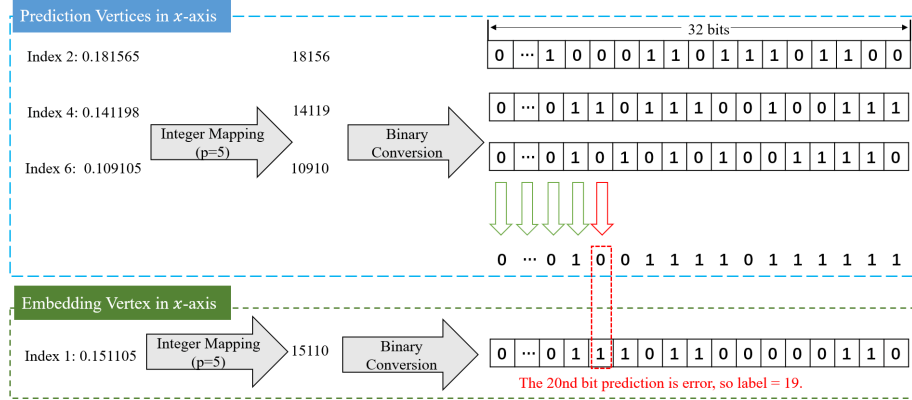 Prediction Vertices in x-axis
32 bits
Index 2: 0.181565 18156 0 ⋯ 1 0 0 0 1 1 0 1 1 1 0 1 1 0 0
Index 4: 0.141198 14119 0 ⋯ 0 1 1 0 1 1 1 0 0 1 0 0 1 1 1
Integer Mapping
(p=5)
Binary
Conversion
Index 6: 0.109105 10910 0 ⋯ 0 1 0 1 0 1 0 1 0 0 1 1 1 1 0
0 ⋯ 0 1 0 0 1 1 1 1 0 1 1 1 1 1 1
Embedding Vertex in x-axis
Integer Mapping
(p=5)
Binary
Conversion
Index 1: 0.151105 15110 0 ⋯ 0 1 1 1 0 1 1 0 0 0 0 0 1 1 0
The 20nd bit prediction is error, so label = 19.